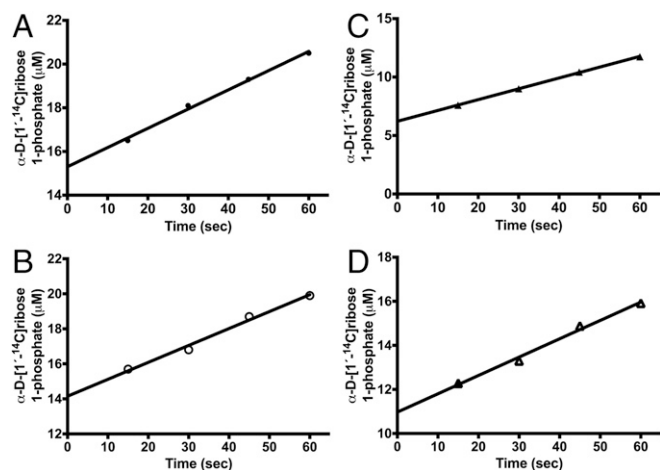 A
α-D-[1´-¹⁴C]ribose
1-phosphate (μM)
22
20
18
16
14
0 10 20 30 40 50 60
Time (sec)
C
α-D-[1´-¹⁴C]ribose
1-phosphate (μM)
15
10
5
0
0 10 20 30 40 50 60
Time (sec)
B
α-D-[1´-¹⁴C]ribose
1-phosphate (μM)
22
20
18
16
14
12
0 10 20 30 40 50 60
Time (sec)
D
α-D-[1´-¹⁴C]ribose
1-phosphate (μM)
18
16
14
12
10
0 10 20 30 40 50 60
Time (sec)